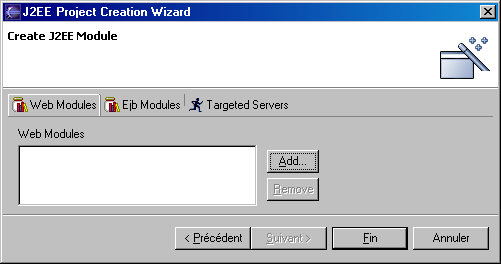 J2EE Project Creation Wizard
Create J2EE Module
Web Modules Ejb Modules Targeted Servers
Web Modules
Add...
Remove
< Précédent Suivant > Fin Annuler